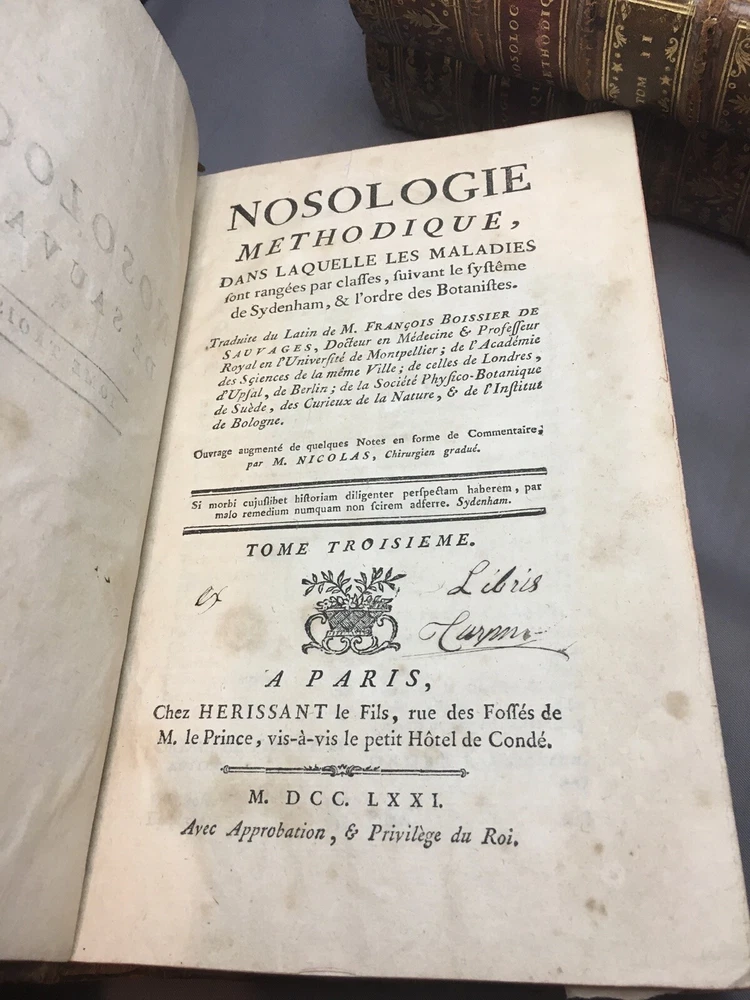 NOSOLOGIE
METHODIQUE,
DANS LAQUELLE LES MALADIES
ſont rangées par claſſes, ſuivant le ſyſtême
de Sydenham, & l'ordre des Botaniſtes.
Traduite du Latin de M. FRANÇOIS BOISSIER DE
SAUVAGES, Docteur en Médecine & Profeſſeur
Royal en l'Univerſité de Montpellier; de l'Académie
des Sciences de la même Ville; de celles de Londres,
d'Upſal, de Berlin; de la Société Phyſico-Botanique
de Suède, des Curieux de la Nature, & de l'Inſtitut
de Bologne.
Ouvrage augmenté de quelques Notes en forme de Commentaire;
par M. NICOLAS, Chirurgien gradué.
Si morbi cujuſlibet hiſtoriam diligenter perſpectam haberem, par
malo remedium numquam non ſcirem adferre. Sydenham.
TOME TROISIEME.
ex Libris
A PARIS,
Chez HERISSANT le Fils, rue des Foſſés de
M. le Prince, vis-à-vis le petit Hôtel de Condé.
M. DCC. LXXI.
Avec Approbation, & Privilège du Roi.
TOM II